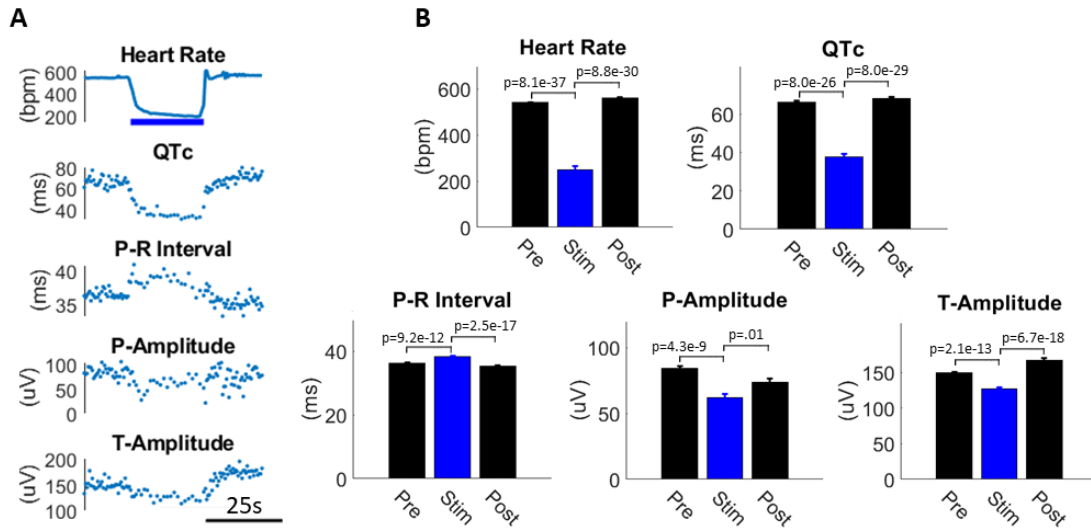 A
Heart Rate
600
400
200
(bpm)
QTc
80
60
40
(ms)
P-R Interval
40
35
(ms)
P-Amplitude
100
50
0
(uV)
T-Amplitude
200
150
100
(uV)
25s
B
Heart Rate
p=8.1e-37
p=8.8e-30
600
400
200
0
(bpm)
Pre
Stim
Post
QTc
p=8.0e-26
p=8.0e-29
60
40
20
0
(ms)
Pre
Stim
Post
P-R Interval
p=9.2e-12
p=2.5e-17
40
20
0
(ms)
Pre
Stim
Post
P-Amplitude
p=4.3e-9
p=.01
100
50
0
(uV)
Pre
Stim
Post
T-Amplitude
p=2.1e-13
p=6.7e-18
150
100
50
0
(uV)
Pre
Stim
Post